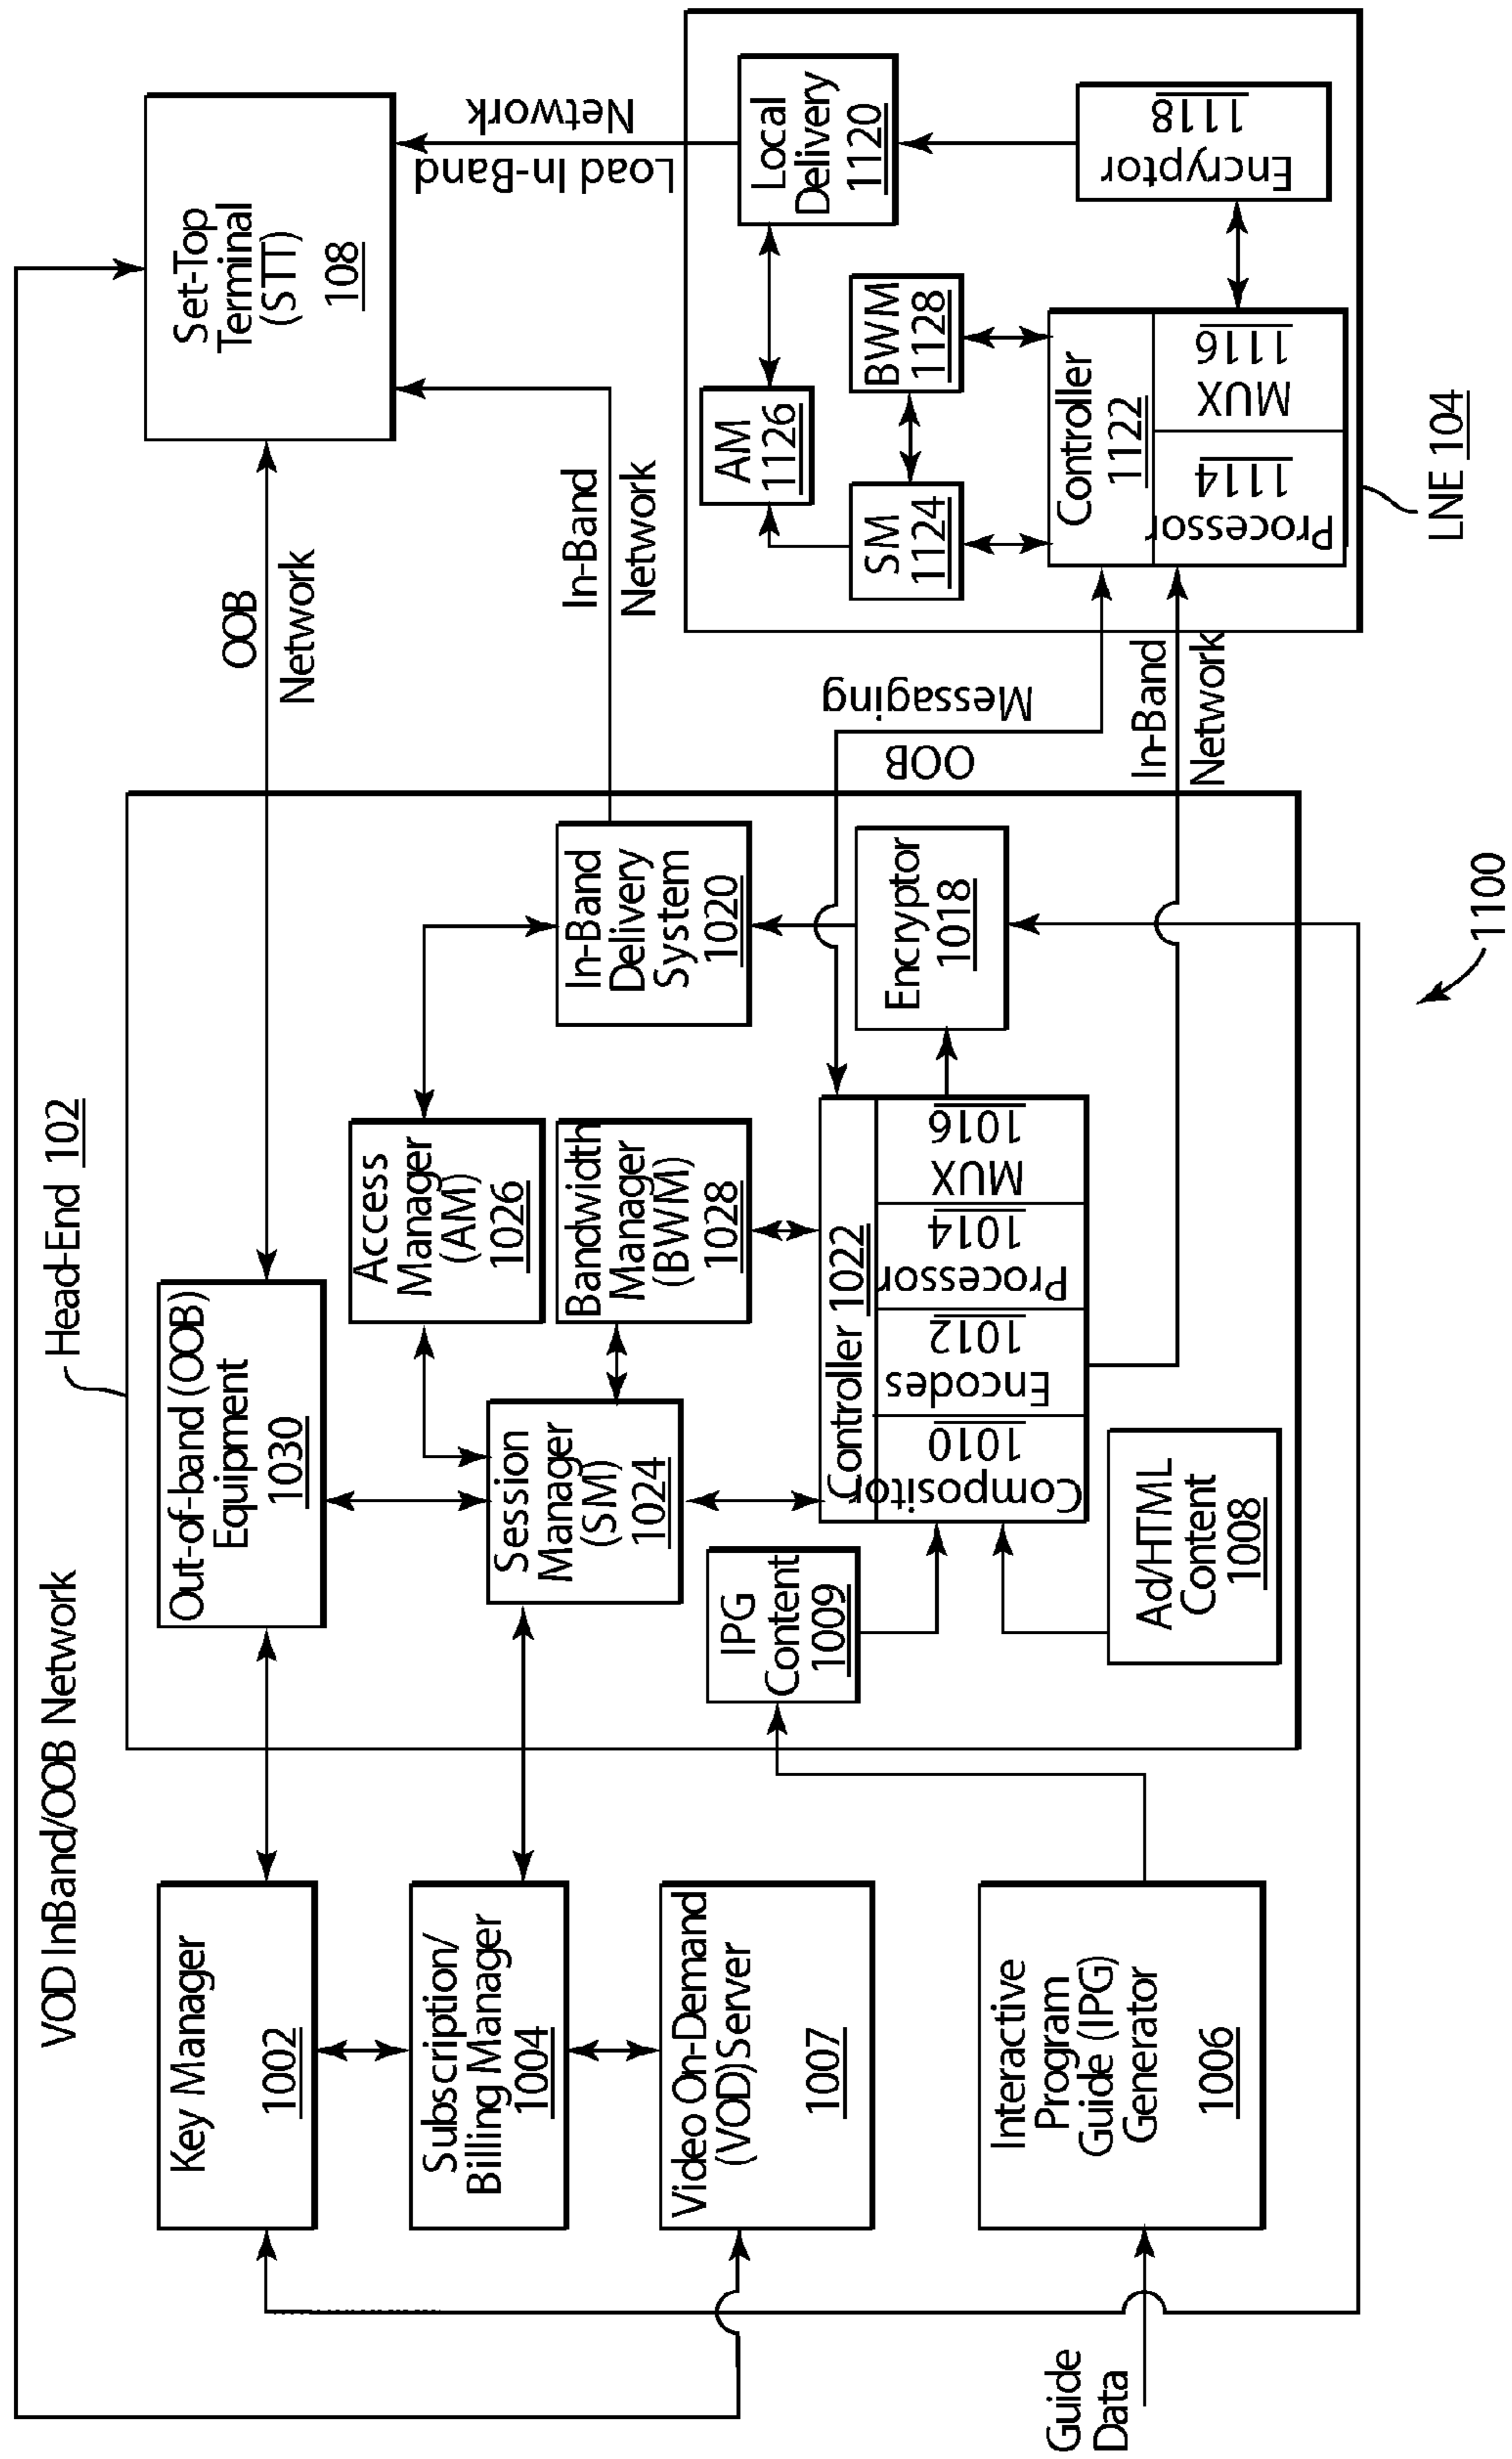 VOD InBand/OOB Network
Head-End 102
Key Manager
1002
Subscription/
Billing Manager
1004
Video On-Demand
(VOD)Server
1007
Interactive
Program
Guide (IPG)
Generator
1006
Guide
Data
Out-of-band (OOB)
Equipment
1030
Session
Manager
(SM)
1024
Access
Manager
(AM)
1026
Bandwidth
Manager
(BWM)
1028
IPG
Content
1009
Ad/HTML
Content
1008
Controller 1022
Compositor
1010
Encodes
1012
Processor
1014
MUX
1016
In-Band
Delivery
System
1020
Encryptor
1018
OOB
Network
In-Band
Network
OOB
Messaging
In-Band
Network
Set-Top
Terminal
(STT)
108
Load In-Band
Network
AM
1126
SM
1124
BWM
1128
Local
Delivery
1120
Controller
1122
Processor
1114
MUX
1116
Encryptor
1118
LNE 104
1100